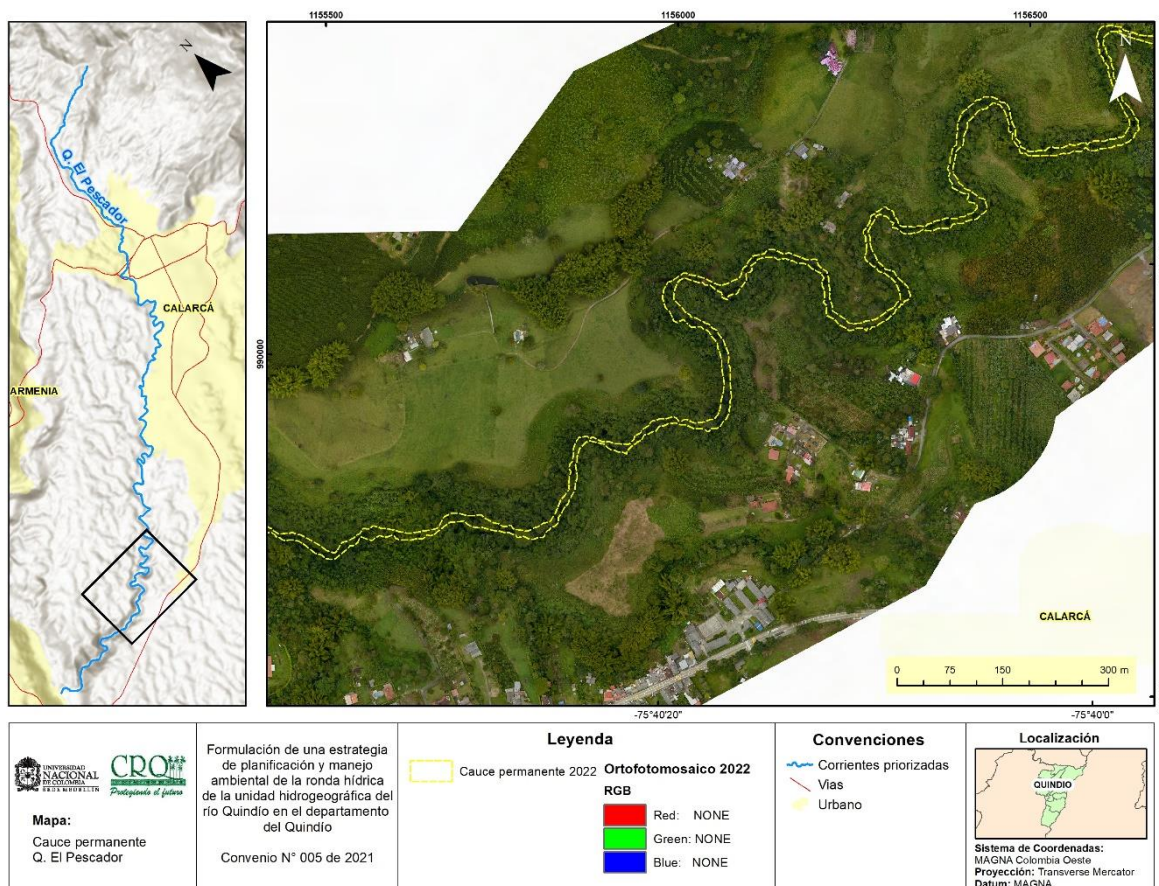 1155500
1156000
1156500
N
N
Q. El Pescador
CALARCÁ
ARMENIA
990000
CALARCÁ
0 75 150 300 m
-75°40'20"
-75°40'0"
UNIVERSIDAD
NACIONAL
DE COLOMBIA
SEDE MEDELLÍN
CRQ
Protegiendo el futuro
Mapa:
Cauce permanente
Q. El Pescador
Formulación de una estrategia
de planificación y manejo
ambiental de la ronda hídrica
de la unidad hidrogeográfica del
río Quindío en el departamento
del Quindío
Convenio N° 005 de 2021
Leyenda
Cauce permanente 2022
Ortofotomosaico 2022
RGB
Red: NONE
Green: NONE
Blue: NONE
Convenciones
Corrientes priorizadas
Vias
Urbano
Localización
QUINDIO
Sistema de Coordenadas:
MAGNA Colombia Oeste
Proyección: Transverse Mercator
Datum: MAGNA